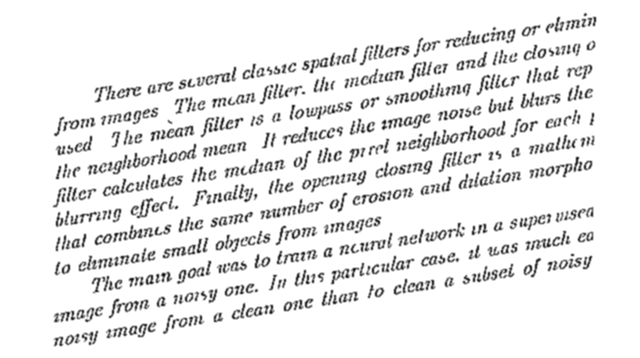 There are several classic spatial filters for reducing or elimin
from images. The mean filter, the median filter and the closing o
used. The mean filter is a lowpass or smoothing filter that rep
the neighborhood mean. It reduces the image noise but blurs the
filter calculates the median of the pixel neighborhood for each p
blurring effect. Finally, the opening closing filter is a mathem
that combines the same number of erosion and dilation morpho
to eliminate small objects from images
The main goal was to train a neural network in a supervised
image from a noisy one. In this particular case, it was much ea
noisy image from a clean one than to clean a subset of noisy